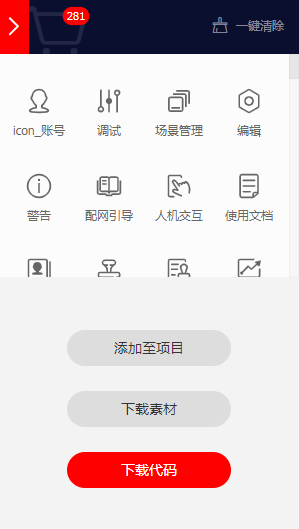 281
一键清除
icon_账号
调试
场景管理
编辑
警告
配网引导
人机交互
使用文档
添加至项目
下载素材
下载代码